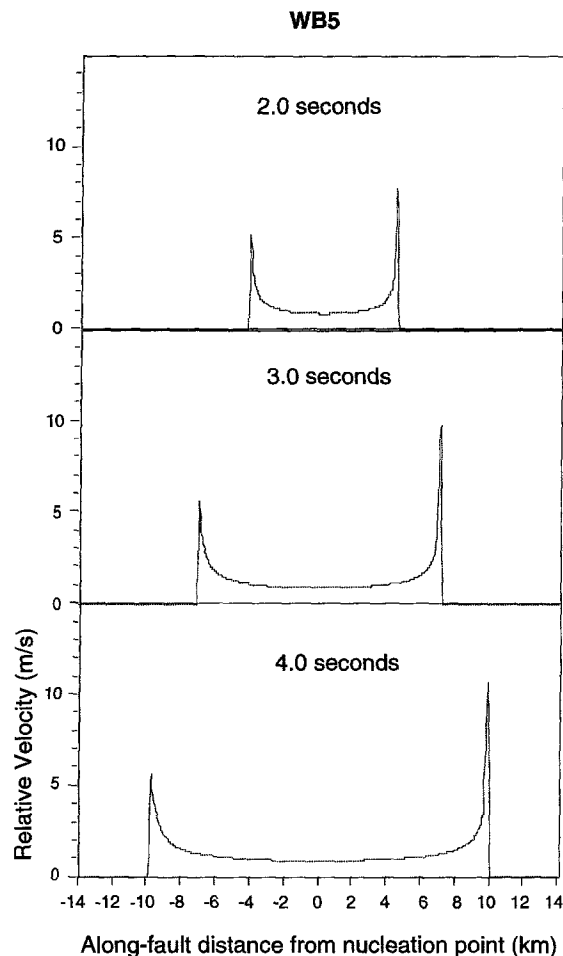 WB5
2.0 seconds
10
5
0
3.0 seconds
10
5
0
4.0 seconds
10
5
0
Relative Velocity (m/s)
-14 -12 -10 -8 -6 -4 -2 0 2 4 6 8 10 12 14
Along-fault distance from nucleation point (km)